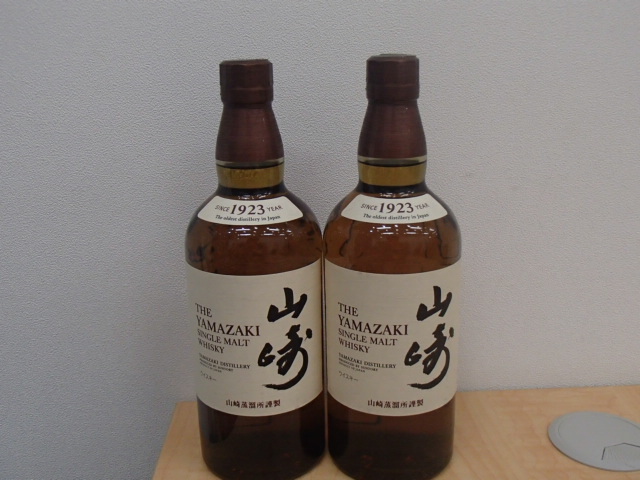 SINCE 1923 YEAR
The oldest distillery in Japan
THE
YAMAZAKI
SINGLE MALT
WHISKY
山崎
YAMAZAKI DISTILLERY
ウイスキー
山崎蒸溜所謹製
SINCE 1923 YEAR
The oldest distillery in Japan
THE
YAMAZAKI
SINGLE MALT
WHISKY
山崎
YAMAZAKI DISTILLERY
ウイスキー
山崎蒸溜所謹製